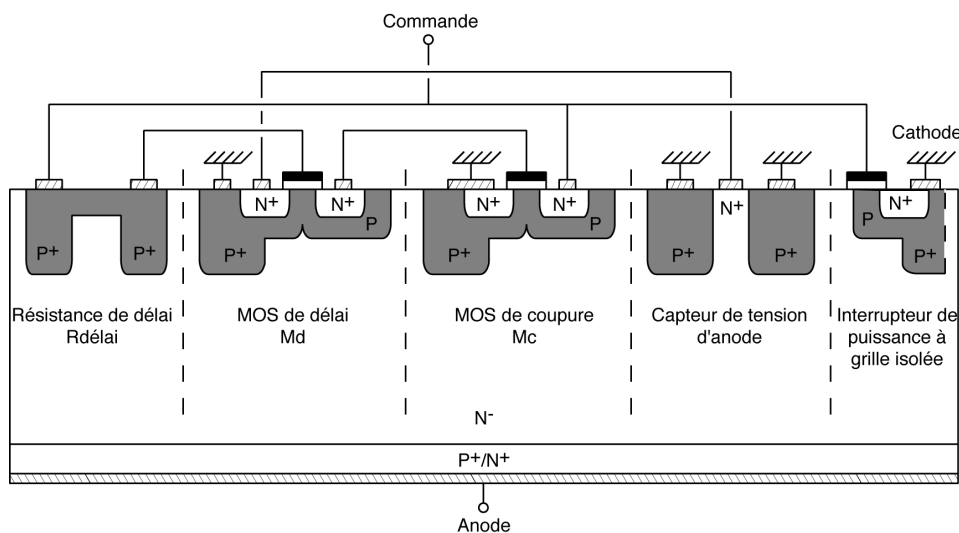 Commande
Cathode
N+
N+
N+
N+
N+
N+
P
P
P
P+
P+
P+
P+
P+
P+
P+
Résistance de délai
Rdélai
MOS de délai
Md
MOS de coupure
Mc
Capteur de tension
d'anode
Interrupteur de
puissance à
grille isolée
N-
P+/N+
Anode